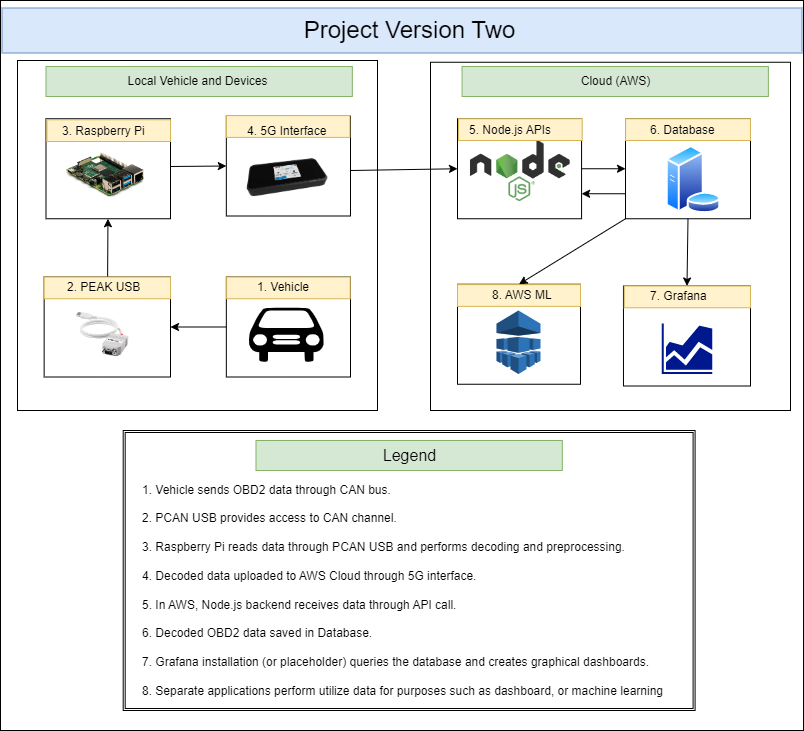 Project Version Two
Local Vehicle and Devices
Cloud (AWS)
3. Raspberry Pi
4. 5G Interface
5. Node.js APIs
6. Database
node
JS
2. PEAK USB
1. Vehicle
8. AWS ML
7. Grafana
Legend
1. Vehicle sends OBD2 data through CAN bus.
2. PCAN USB provides access to CAN channel.
3. Raspberry Pi reads data through PCAN USB and performs decoding and preprocessing.
4. Decoded data uploaded to AWS Cloud through 5G interface.
5. In AWS, Node.js backend receives data through API call.
6. Decoded OBD2 data saved in Database.
7. Grafana installation (or placeholder) queries the database and creates graphical dashboards.
8. Separate applications perform utilize data for purposes such as dashboard, or machine learning